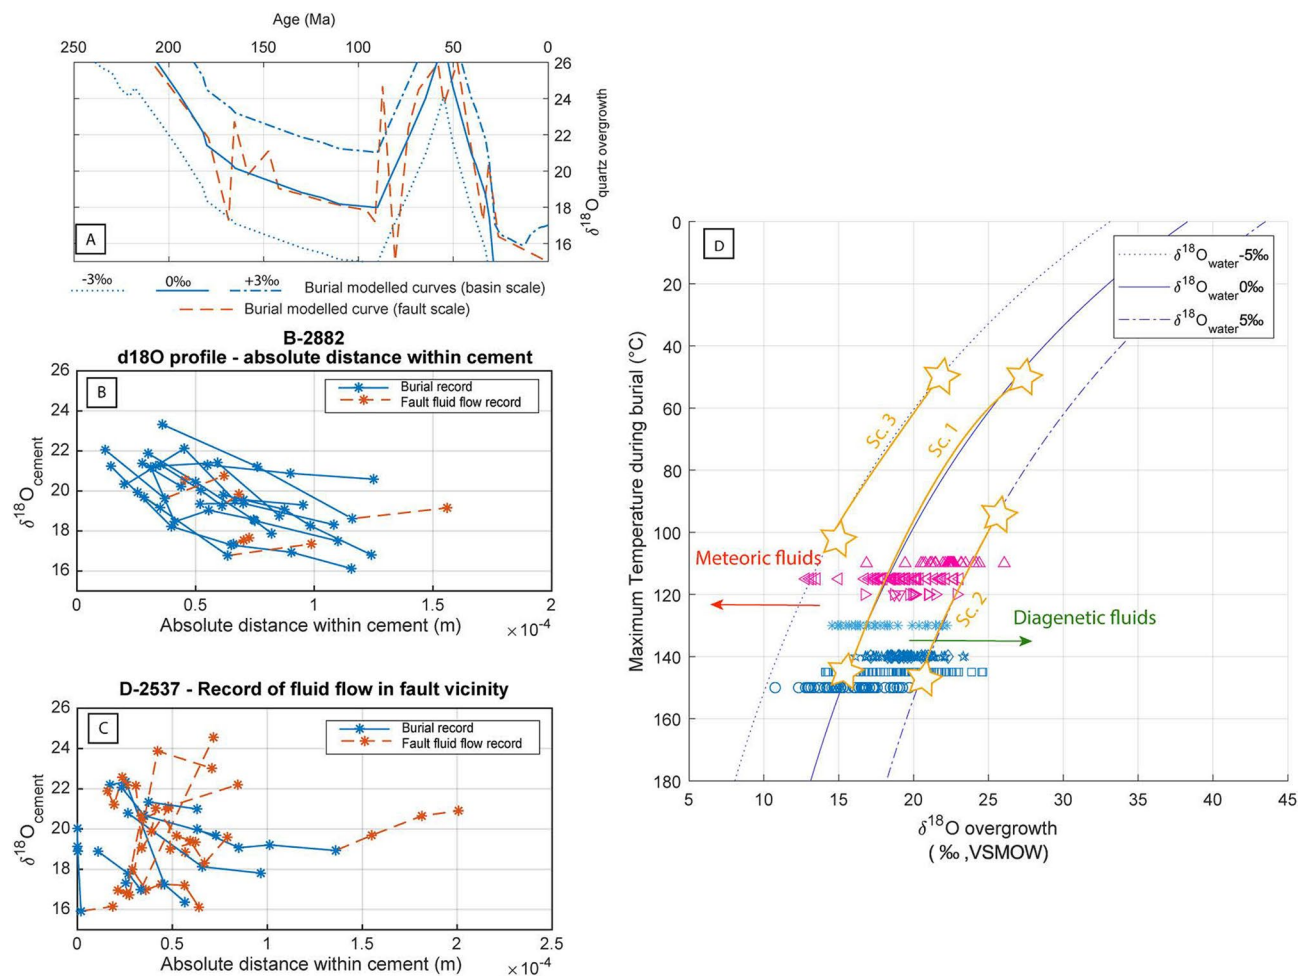 Age (Ma)
250 200 150 100 50 0
26
24
22
20
18
16
δ¹⁸Oquartz overgrowth
A
-3‰ 0‰ +3‰ Burial modelled curves (basin scale)
Burial modelled curve (fault scale)
B-2882
d18O profile - absolute distance within cement
26
24
22
20
18
16
δ¹⁸Ocement
B
Burial record
Fault fluid flow record
0 0.5 1 1.5 2
Absolute distance within cement (m) ×10⁻⁴
D-2537 - Record of fluid flow in fault vicinity
26
24
22
20
18
16
δ¹⁸Ocement
C
Burial record
Fault fluid flow record
0 0.5 1 1.5 2 2.5
Absolute distance within cement (m) ×10⁻⁴
D
0
20
40
60
80
100
120
140
160
180
Maximum Temperature during burial (°C)
δ¹⁸Owater-5‰
δ¹⁸Owater0‰
δ¹⁸Owater5‰
Sc. 3
Sc. 1
Sc. 2
Meteoric fluids
Diagenetic fluids
5 10 15 20 25 30 35 40 45
δ¹⁸O overgrowth
( ‰ ,VSMOW)